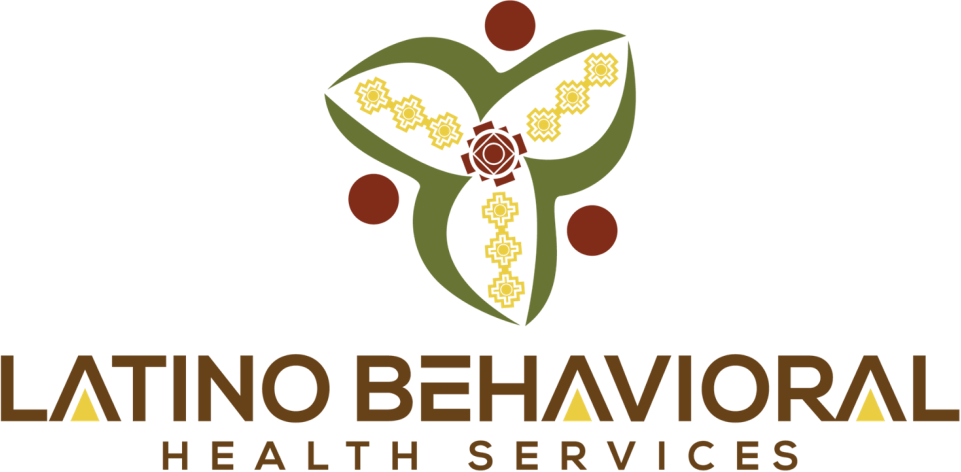 LATINO BEHAVIORAL
HEALTH SERVICES